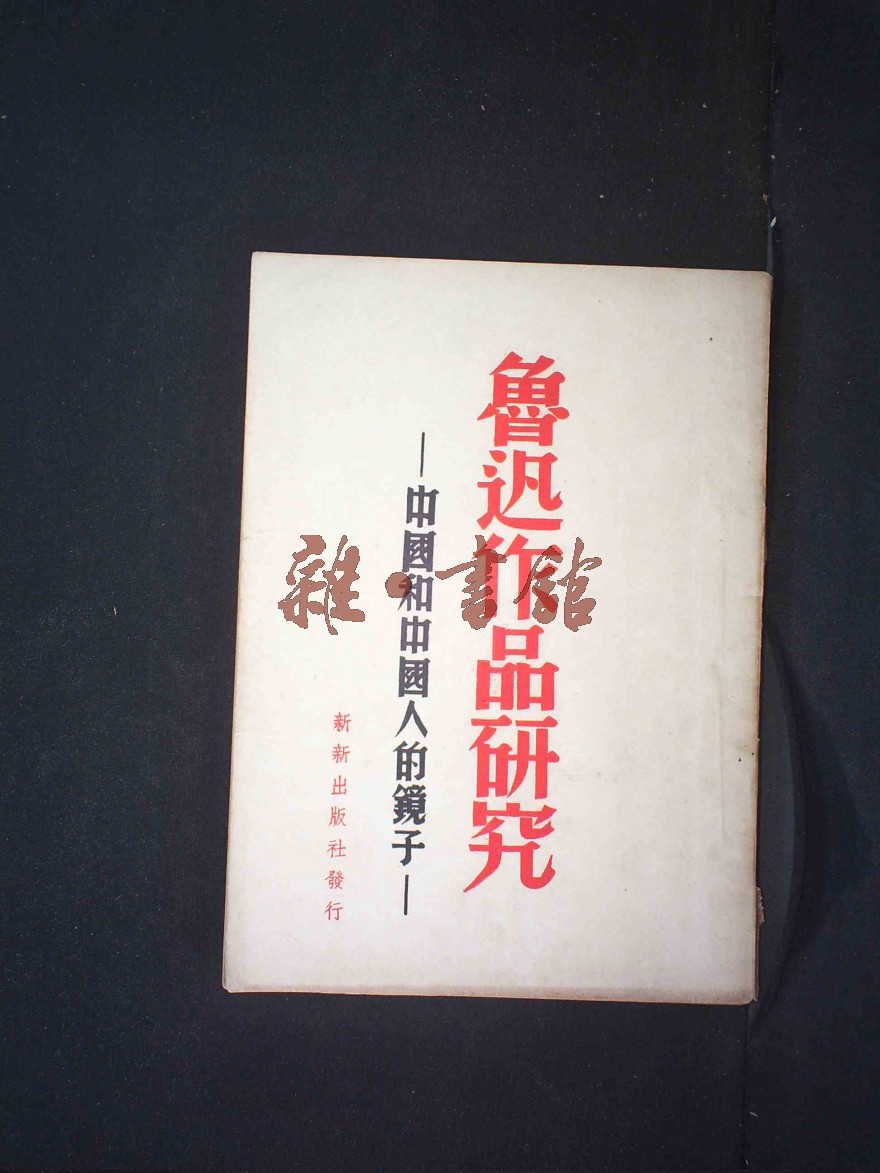 魯迅作品研究
—中國和中國人的鏡子—
新新出版社發行
雜·書館